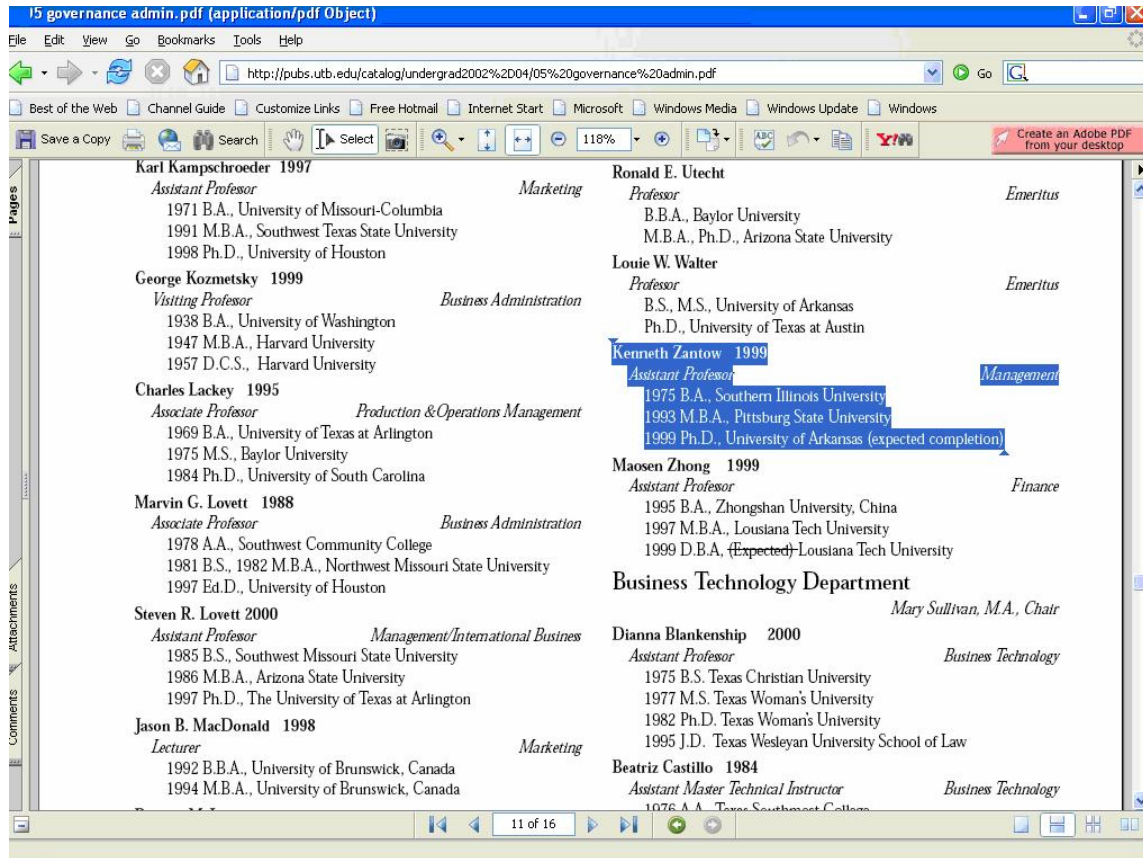 05 governance admin.pdf (application/pdf Object)
File Edit View Go Bookmarks Tools Help
http://pubs.utb.edu/catalog/undergrad2002%2D04/05%20governance%20admin.pdf Go G
Best of the Web Channel Guide Customize Links Free Hotmail Internet Start Microsoft Windows Media Windows Update Windows
Save a Copy Search Select 118% Y! Create an Adobe PDF
from your desktop
Pages
Attachments
Comments
Karl Kampschroeder 1997
Assistant Professor Marketing
1971 B.A., University of Missouri-Columbia
1991 M.B.A., Southwest Texas State University
1998 Ph.D., University of Houston
George Kozmetsky 1999
Visiting Professor Business Administration
1938 B.A., University of Washington
1947 M.B.A., Harvard University
1957 D.C.S., Harvard University
Charles Lackey 1995
Associate Professor Production & Operations Management
1969 B.A., University of Texas at Arlington
1975 M.S., Baylor University
1984 Ph.D., University of South Carolina
Marvin G. Lovett 1988
Associate Professor Business Administration
1978 A.A., Southwest Community College
1981 B.S., 1982 M.B.A., Northwest Missouri State University
1997 Ed.D., University of Houston
Steven R. Lovett 2000
Assistant Professor Management/International Business
1985 B.S., Southwest Missouri State University
1986 M.B.A., Arizona State University
1997 Ph.D., The University of Texas at Arlington
Jason B. MacDonald 1998
Lecturer Marketing
1992 B.B.A., University of Brunswick, Canada
1994 M.B.A., University of Brunswick, Canada
Ronald E. Utecht
Professor Emeritus
B.B.A., Baylor University
M.B.A., Ph.D., Arizona State University
Louie W. Walter
Professor Emeritus
B.S., M.S., University of Arkansas
Ph.D., University of Texas at Austin
Kenneth Zantow 1999
Assistant Professor Management
1975 B.A., Southern Illinois University
1993 M.B.A., Pittsburg State University
1999 Ph.D., University of Arkansas (expected completion)
Maosen Zhong 1999
Assistant Professor Finance
1995 B.A., Zhongshan University, China
1997 M.B.A., Lousiana Tech University
1999 D.B.A, (Expected) Lousiana Tech University
Business Technology Department
Mary Sullivan, M.A., Chair
Dianna Blankenship 2000
Assistant Professor Business Technology
1975 B.S. Texas Christian University
1977 M.S. Texas Woman's University
1982 Ph.D. Texas Woman's University
1995 J.D. Texas Wesleyan University School of Law
Beatriz Castillo 1984
Assistant Master Technical Instructor Business Technology
1976 A.A., Texas Southmost College
11 of 16